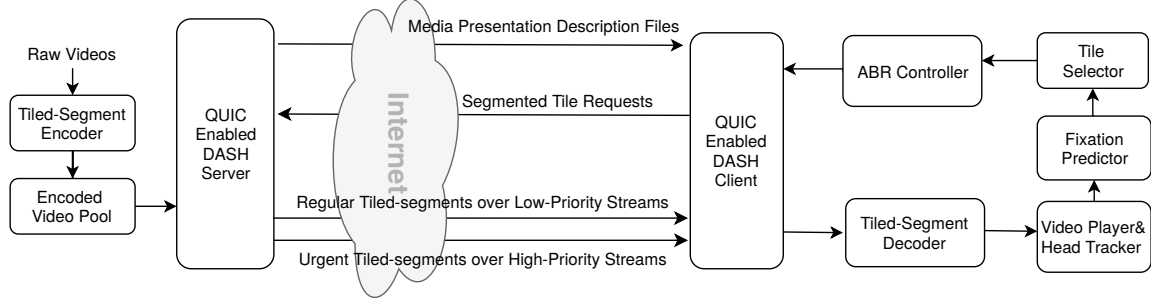 Raw Videos
Tiled-Segment
Encoder
Encoded
Video Pool
QUIC
Enabled
DASH
Server
Internet
Media Presentation Description Files
Segmented Tile Requests
Regular Tiled-segments over Low-Priority Streams
Urgent Tiled-segments over High-Priority Streams
QUIC
Enabled
DASH
Client
ABR Controller
Tile
Selector
Fixation
Predictor
Tiled-Segment
Decoder
Video Player&
Head Tracker